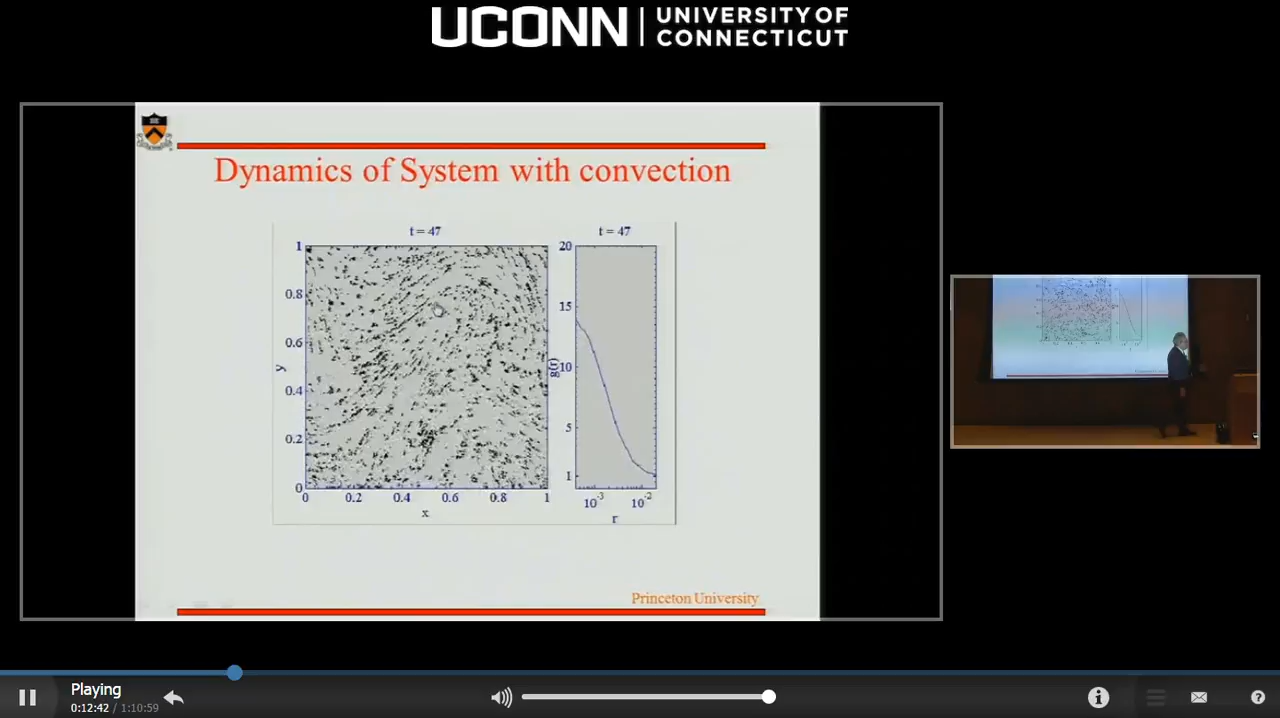 UCONN
UNIVERSITY OF
CONNECTICUT
Dynamics of System with convection
t = 47
t = 47
1
0.8
0.6
0.4
0.2
0
y
0
0.2
0.4
0.6
0.8
1
x
20
15
10
5
1
g(r)
10^-3
10^-2
r
Princeton University
Playing
0:12:42 / 1:10:59